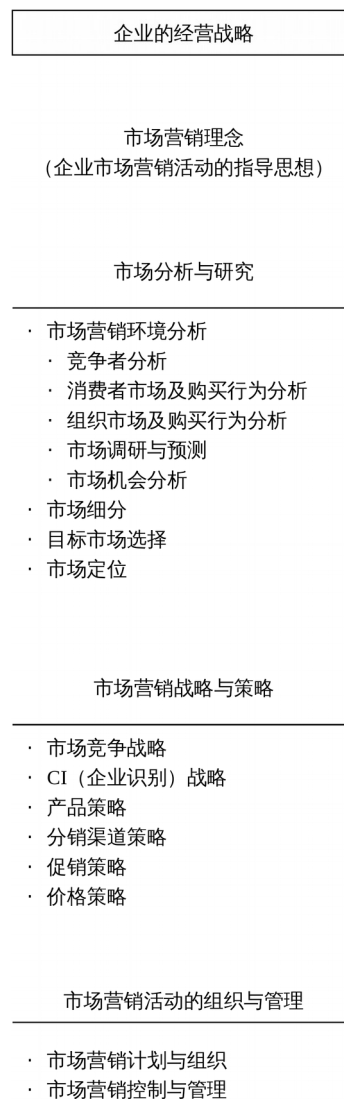 企业的经营战略
市场营销理念
（企业市场营销活动的指导思想）
市场分析与研究
· 市场营销环境分析
· 竞争者分析
· 消费者市场及购买行为分析
· 组织市场及购买行为分析
· 市场调研与预测
· 市场机会分析
· 市场细分
· 目标市场选择
· 市场定位
市场营销战略与策略
· 市场竞争战略
· CI（企业识别）战略
· 产品策略
· 分销渠道策略
· 促销策略
· 价格策略
市场营销活动的组织与管理
· 市场营销计划与组织
· 市场营销控制与管理